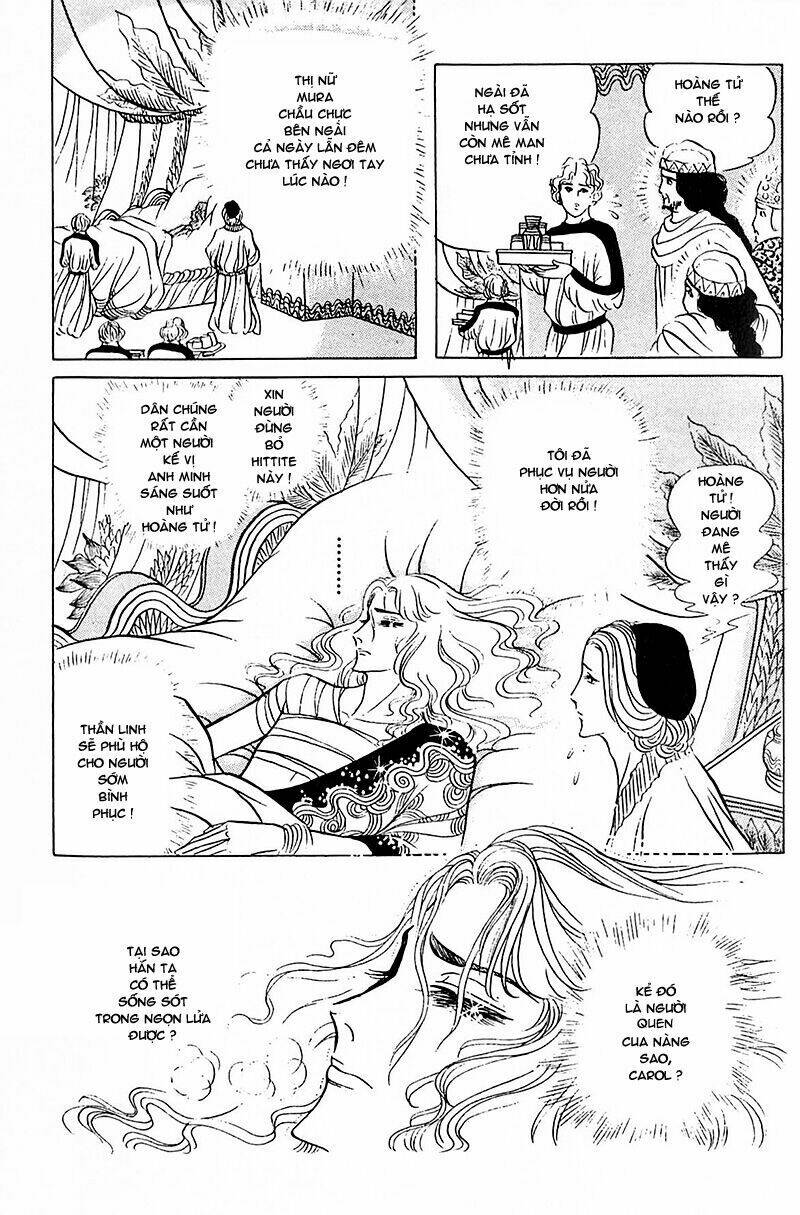 HOÀNG TỬ
THẾ
NÀO RỒI ?
NGÀI ĐÃ
HẠ SỐT
NHƯNG VẪN
CÒN MÊ MAN
CHƯA TỈNH !
THỊ NỮ
MURA
CHẦU CHỰC
BÊN NGÀI
CẢ NGÀY LẪN ĐÊM
CHƯA THẤY NGƠI TAY
LÚC NÀO !
HOÀNG
TỬ !
NGƯỜI
ĐANG
MÊ
THẤY
GÌ
VẬY ?
TÔI ĐÃ
PHỤC VỤ NGƯỜI
HƠN NỬA
ĐỜI RỒI !
XIN
NGƯỜI
ĐỪNG
BỎ
HITTITE
NÀY !
DÂN CHÚNG
RẤT CẦN
MỘT NGƯỜI
KẾ VỊ
ANH MINH
SÁNG SUỐT
NHƯ
HOÀNG TỬ !
THẦN LINH
SẼ PHÙ HỘ
CHO NGƯỜI
SỚM
BÌNH
PHỤC !
KẺ ĐÓ
LÀ NGƯỜI
QUEN
CUA NÀNG
SAO,
CAROL ?
TẠI SAO
HẮN TA
CÓ THỂ
SỐNG SÓT
TRONG NGỌN LỬA
ĐƯỢC ?